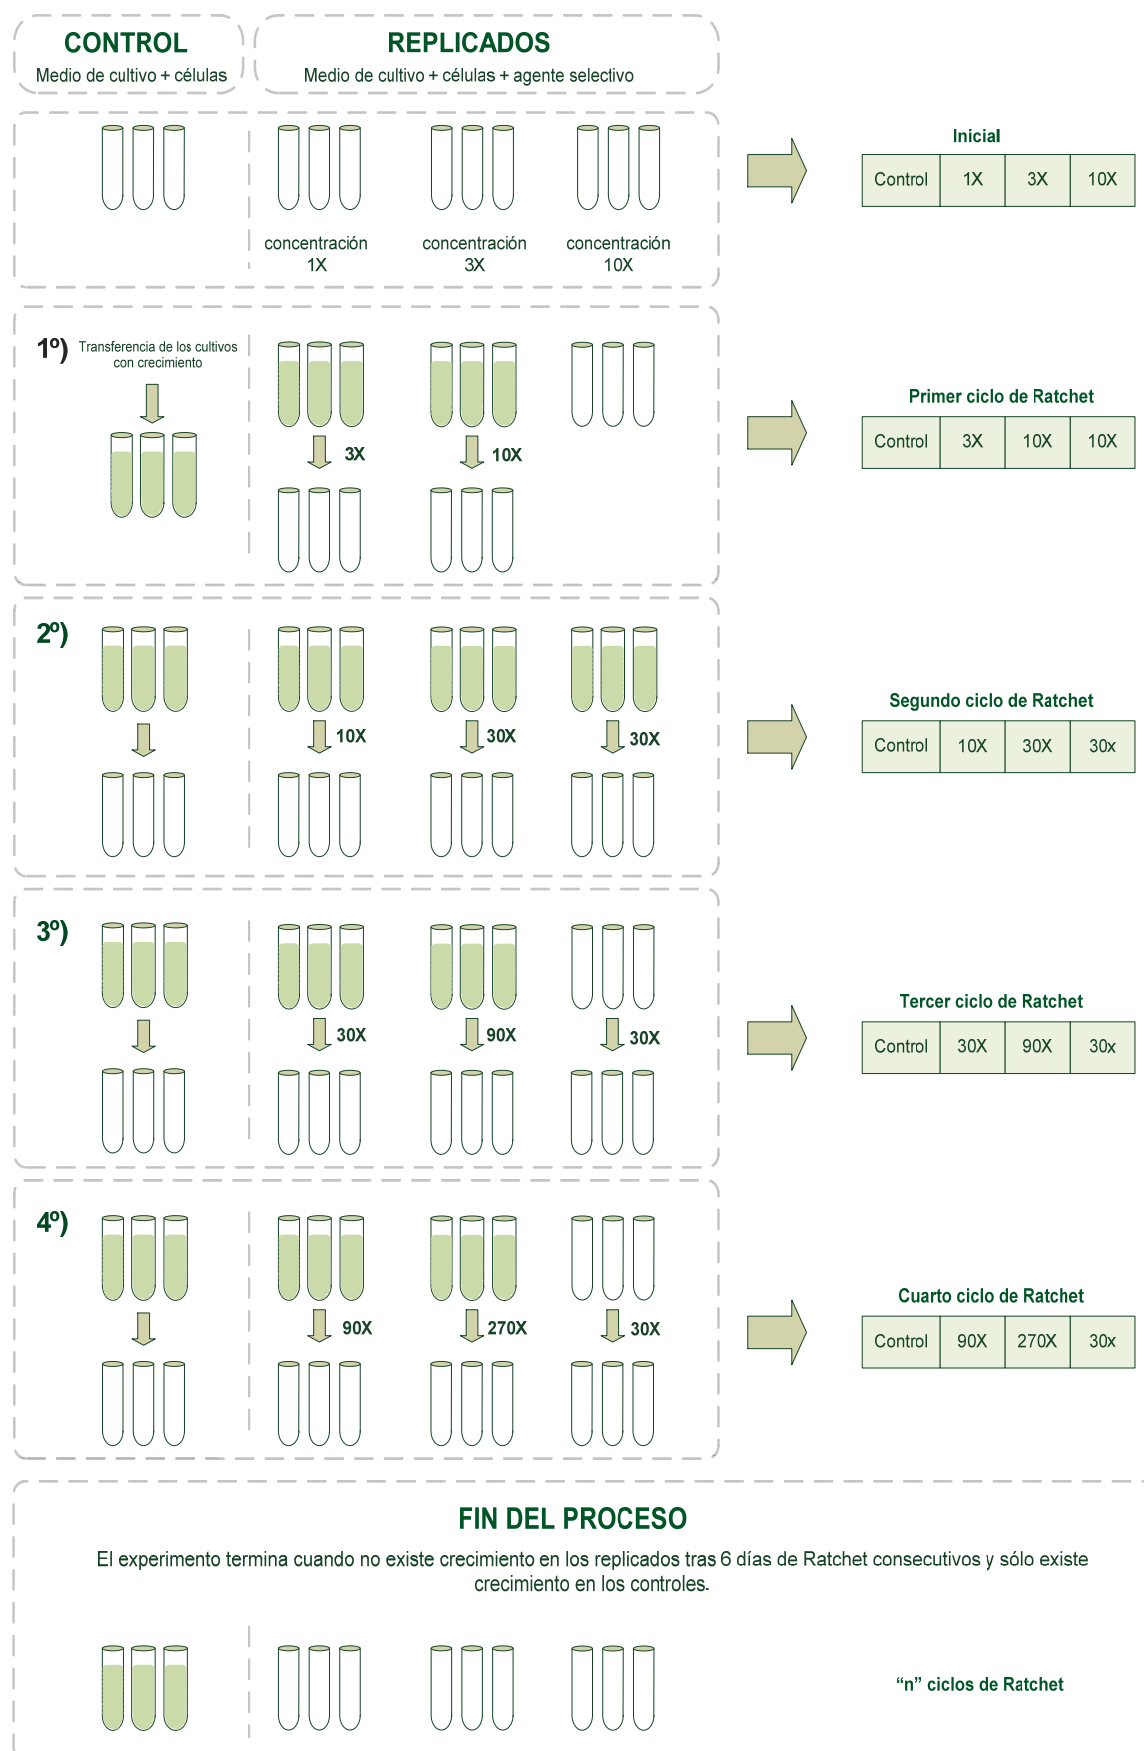 CONTROL
Medio de cultivo + células
REPLICADOS
Medio de cultivo + células + agente selectivo
concentración
1X
concentración
3X
concentración
10X
Inicial
Control 1X 3X 10X
1º) Transferencia de los cultivos
con crecimiento
3X 10X
Primer ciclo de Ratchet
Control 3X 10X 10X
2º)
10X 30X 30X
Segundo ciclo de Ratchet
Control 10X 30X 30x
3º)
30X 90X 30X
Tercer ciclo de Ratchet
Control 30X 90X 30x
4º)
90X 270X 30X
Cuarto ciclo de Ratchet
Control 90X 270X 30x
FIN DEL PROCESO
El experimento termina cuando no existe crecimiento en los replicados tras 6 días de Ratchet consecutivos y sólo existe
crecimiento en los controles.
“n” ciclos de Ratchet